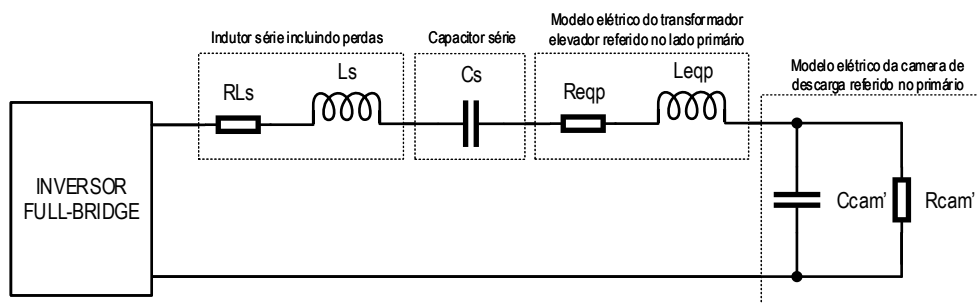 Modelo elétrico do transformador
elevador referido no lado primário
Indutor série incluindo perdas
Capacitor série
Modelo elétrico da camera de
descarga referido no primário
RLs
Ls
Cs
Reqp
Leqp
INVERSOR
FULL-BRIDGE
Ccam'
Rcam'